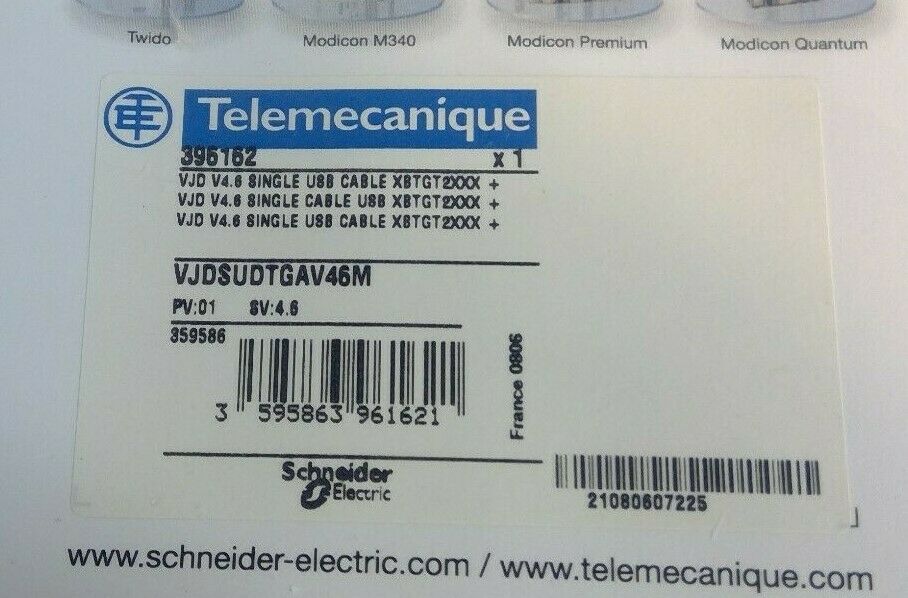 Twido Modicon M340 Modicon Premium Modicon Quantum
Telemecanique
396162 x 1
VJD V4.6 SINGLE USB CABLE XBTGT2XXX +
VJD V4.6 SINGLE CABLE USB XBTGT2XXX +
VJD V4.6 SINGLE USB CABLE XBTGT2XXX +
VJDSUDTGAV46M
PV:01 SV:4.6
359586
France 0806
3 595863 961621
Schneider
Electric
21080607225
www.schneider-electric.com / www.telemecanique.com